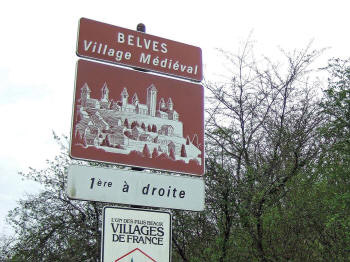 BELVES
Village Médiéval
1ère à droite
L'UN DES PLUS BEAUX
VILLAGES
DE FRANCE